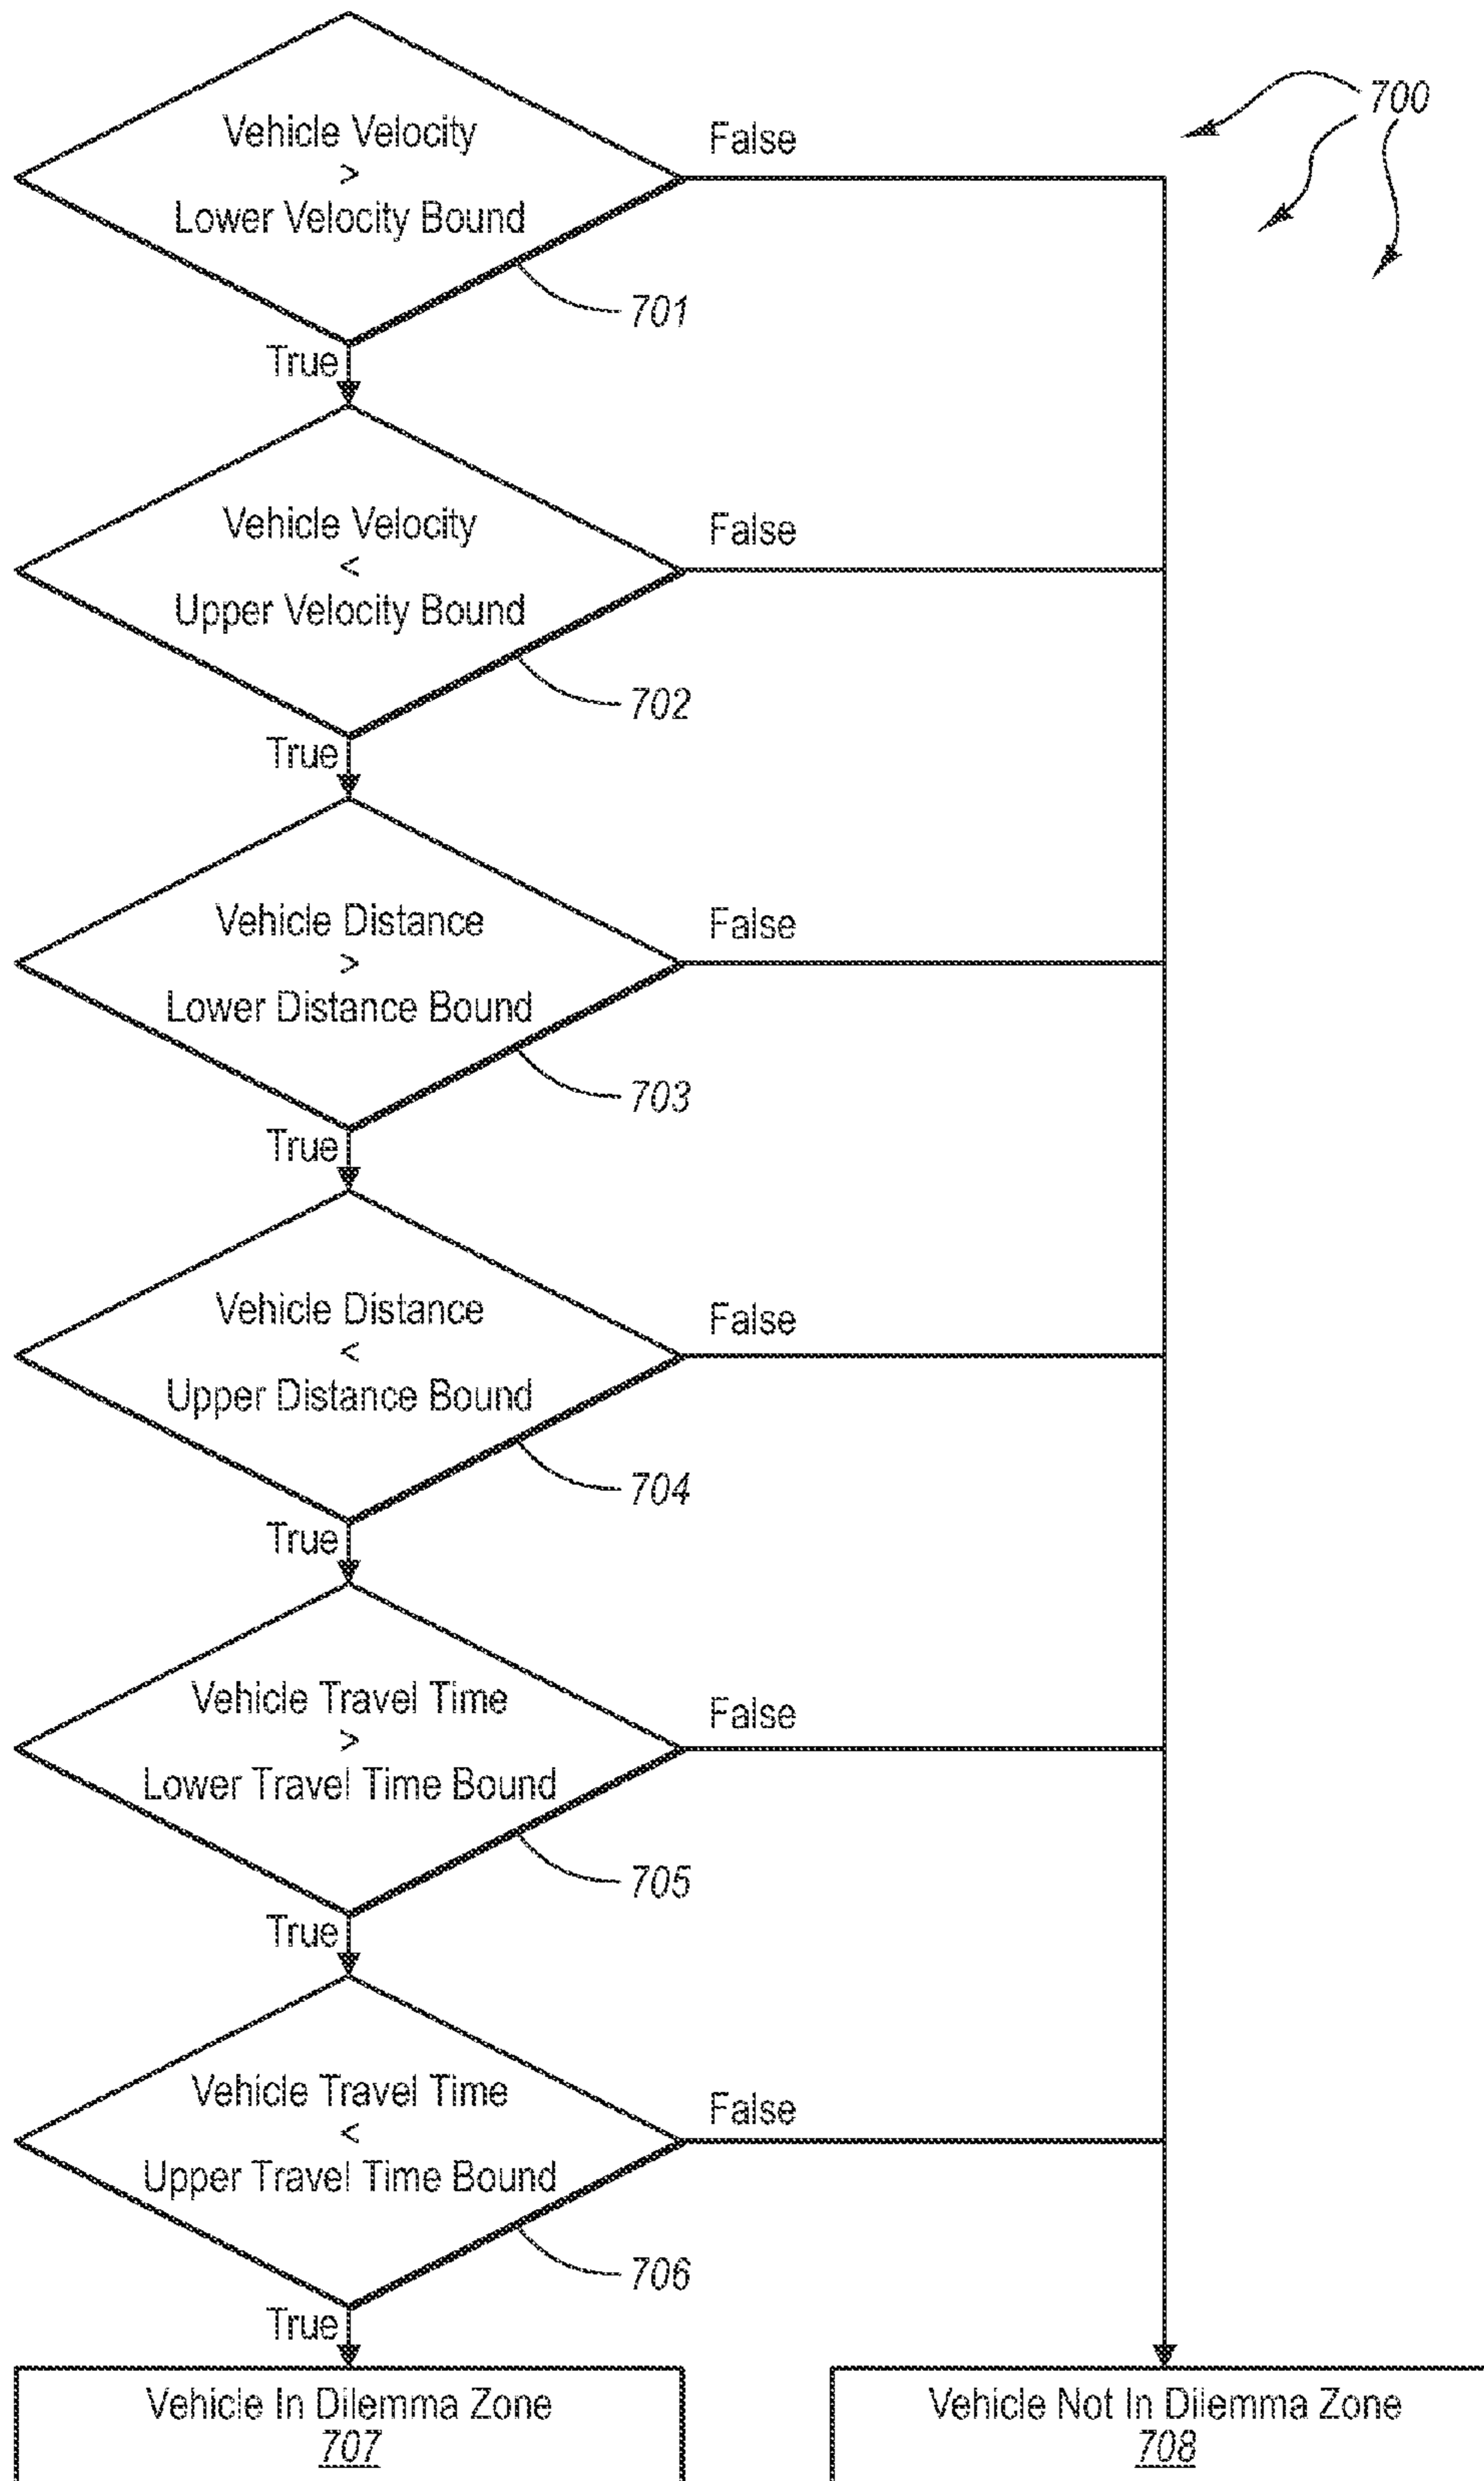 700
Vehicle Velocity
>
Lower Velocity Bound
False
701
True
Vehicle Velocity
<
Upper Velocity Bound
False
702
True
Vehicle Distance
>
Lower Distance Bound
False
703
True
Vehicle Distance
<
Upper Distance Bound
False
704
True
Vehicle Travel Time
>
Lower Travel Time Bound
False
705
True
Vehicle Travel Time
<
Upper Travel Time Bound
False
706
True
Vehicle In Dilemma Zone
707
Vehicle Not In Dilemma Zone
708